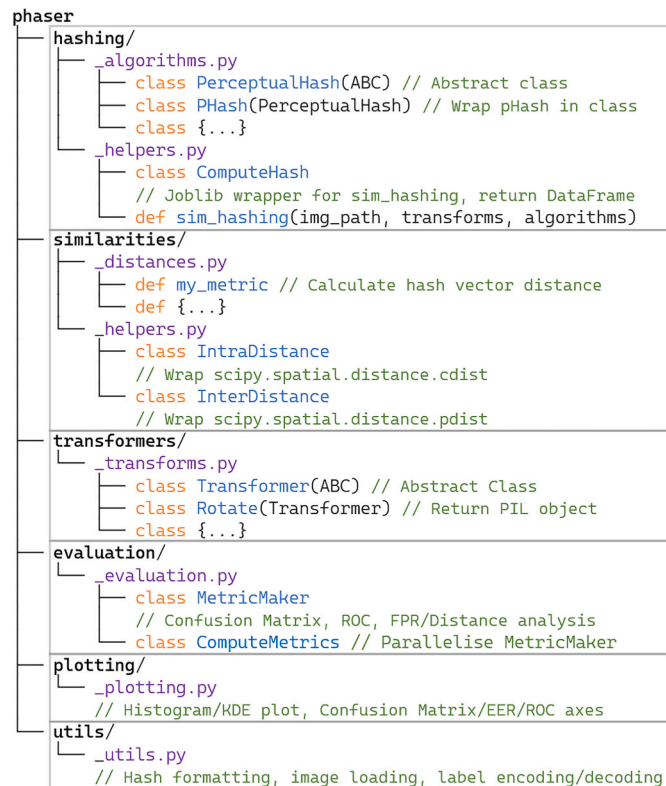 phaser
hashing/
_algorithms.py
class PerceptualHash(ABC) // Abstract class
class PHash(PerceptualHash) // Wrap pHash in class
class {...}
_helpers.py
class ComputeHash
// Joblib wrapper for sim_hashing, return DataFrame
def sim_hashing(img_path, transforms, algorithms)
similarities/
_distances.py
def my_metric // Calculate hash vector distance
def {...}
_helpers.py
class IntraDistance
// Wrap scipy.spatial.distance.cdist
class InterDistance
// Wrap scipy.spatial.distance.pdist
transformers/
_transforms.py
class Transformer(ABC) // Abstract Class
class Rotate(Transformer) // Return PIL object
class {...}
evaluation/
_evaluation.py
class MetricMaker
// Confusion Matrix, ROC, FPR/Distance analysis
class ComputeMetrics // Parallelise MetricMaker
plotting/
_plotting.py
// Histogram/KDE plot, Confusion Matrix/EER/ROC axes
utils/
_utils.py
// Hash formatting, image loading, label encoding/decoding